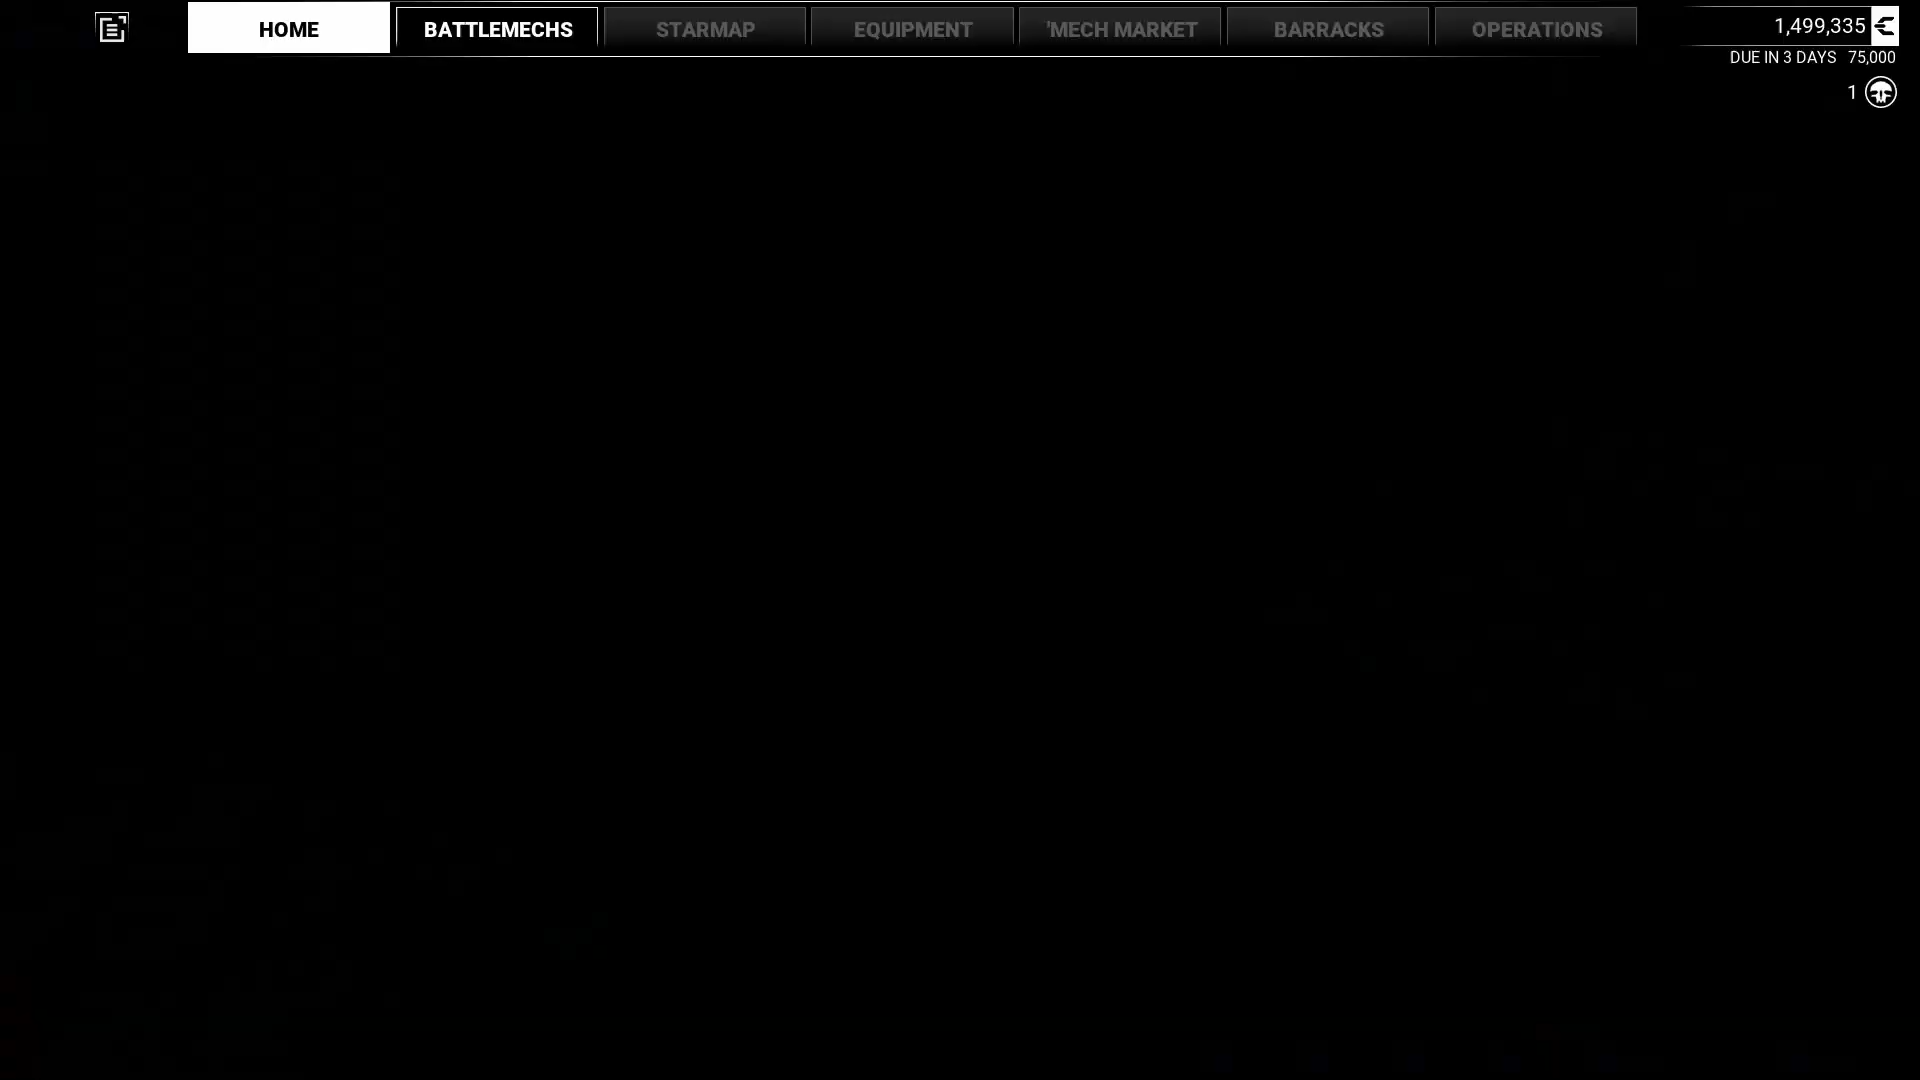 HOME
BATTLEMECHS
STARMAP
EQUIPMENT
'MECH MARKET
BARRACKS
OPERATIONS
1,499,335
DUE IN 3 DAYS 75,000
1